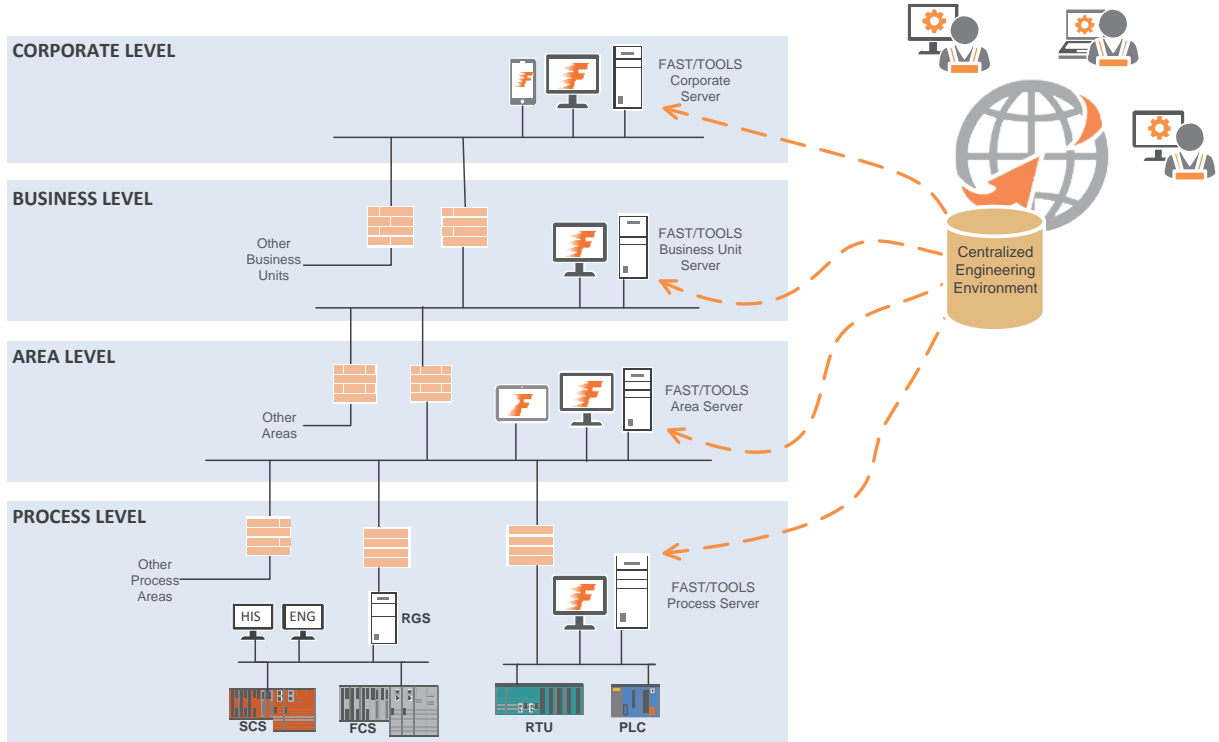 CORPORATE LEVEL
FAST/TOOLS
Corporate
Server
BUSINESS LEVEL
Other
Business
Units
FAST/TOOLS
Business Unit
Server
Centralized
Engineering
Environment
AREA LEVEL
Other
Areas
FAST/TOOLS
Area Server
PROCESS LEVEL
Other
Process
Areas
FAST/TOOLS
Process Server
HIS
ENG
RGS
SCS
FCS
RTU
PLC